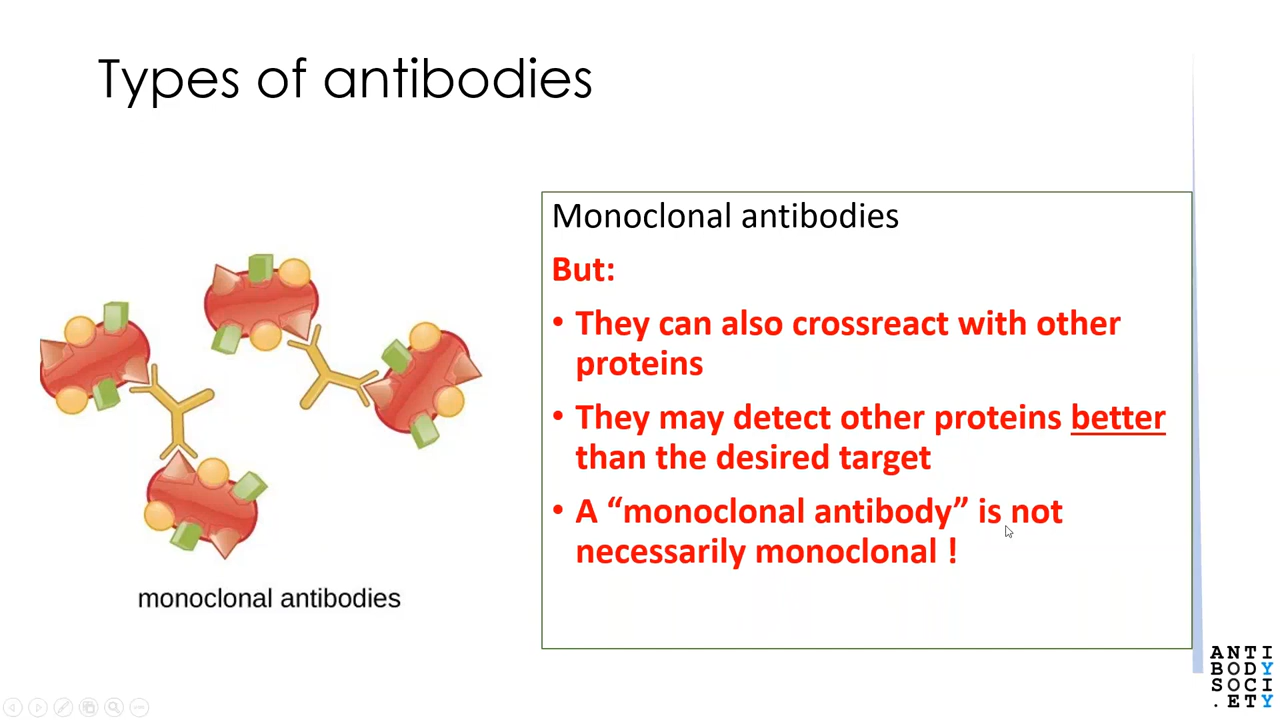 Types of antibodies
Monoclonal antibodies
But:
• They can also crossreact with other
proteins
• They may detect other proteins better
than the desired target
• A “monoclonal antibody” is not
necessarily monoclonal !
monoclonal antibodies
ANTI
BODY
SOCI
.ETY